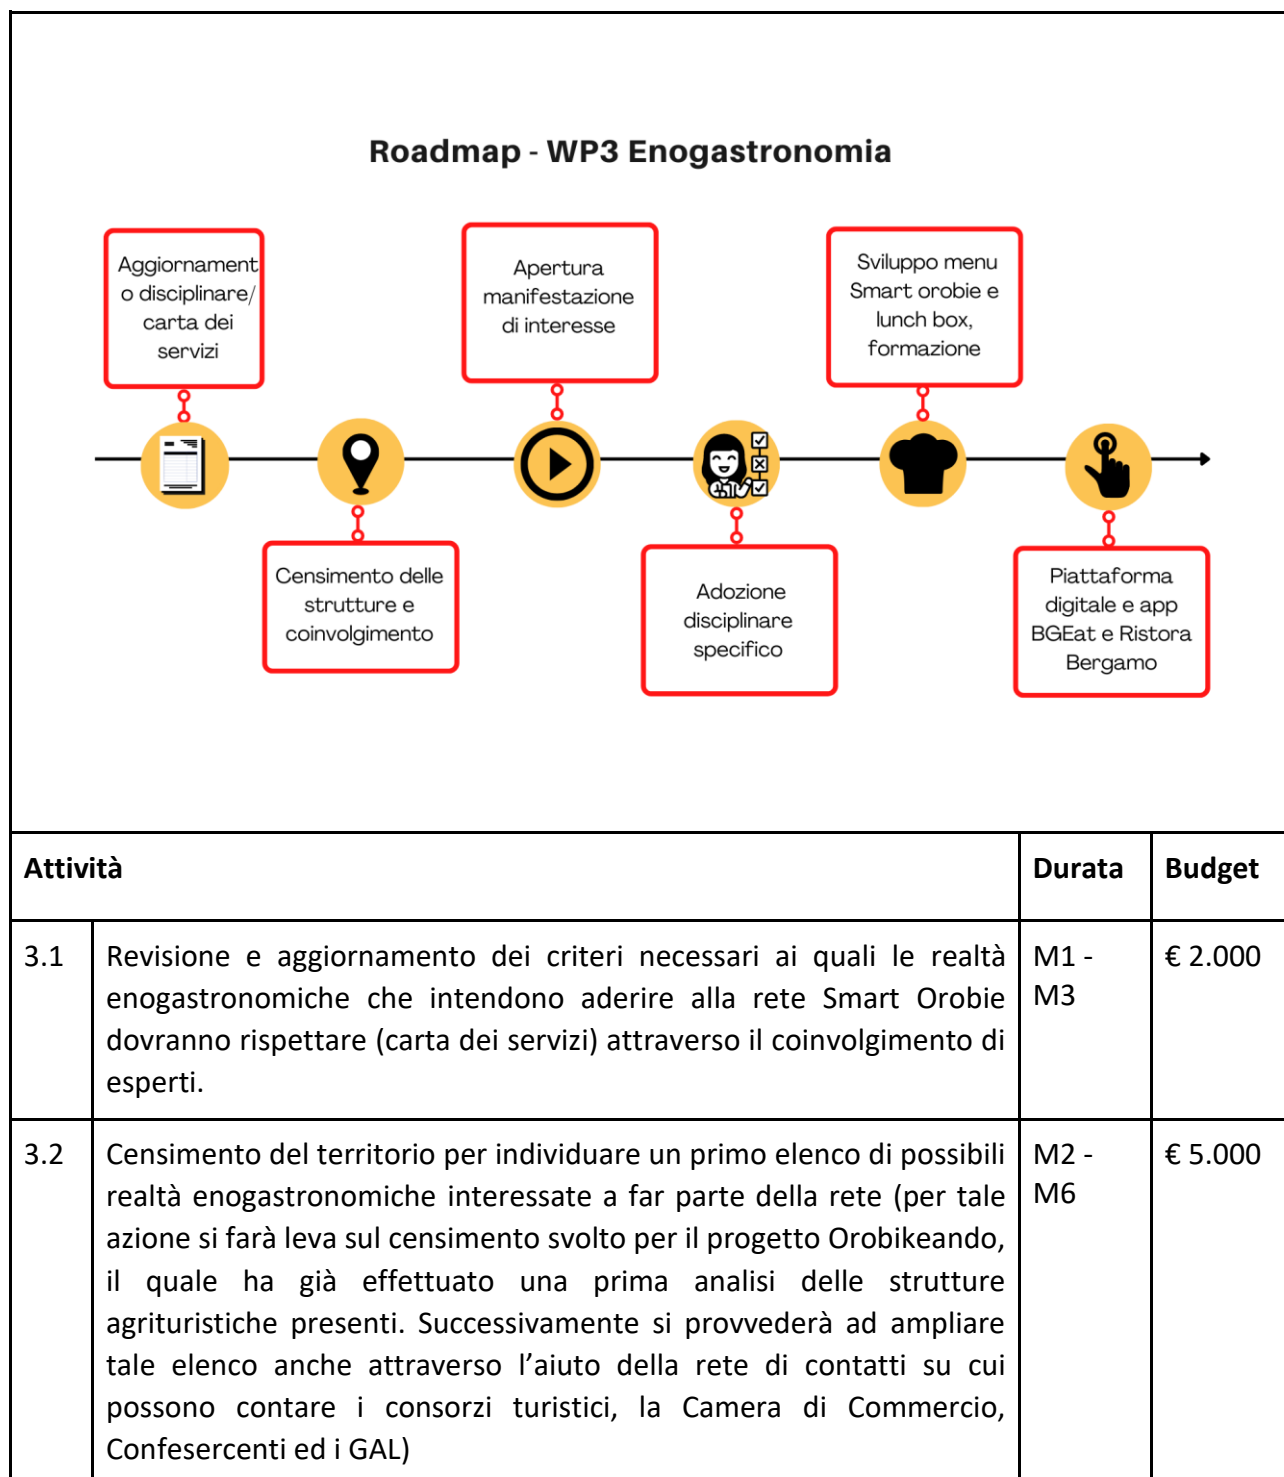 Roadmap - WP3 Enogastronomia
Aggiornament
o disciplinare/
carta dei
servizi
Apertura
manifestazione
di interesse
Sviluppo menu
Smart orobie e
lunch box,
formazione
Censimento delle
strutture e
coinvolgimento
Adozione
disciplinare
specifico
Piattaforma
digitale e app
BGEat e Ristora
Bergamo
Attività Durata Budget
3.1 Revisione e aggiornamento dei criteri necessari ai quali le realtà M1 - € 2.000
enogastronomiche che intendono aderire alla rete Smart Orobie M3
dovranno rispettare (carta dei servizi) attraverso il coinvolgimento di
esperti.
3.2 Censimento del territorio per individuare un primo elenco di possibili M2 - € 5.000
realtà enogastronomiche interessate a far parte della rete (per tale M6
azione si farà leva sul censimento svolto per il progetto Orobikeando,
il quale ha già effettuato una prima analisi delle strutture
agrituristiche presenti. Successivamente si provvederà ad ampliare
tale elenco anche attraverso l’aiuto della rete di contatti su cui
possono contare i consorzi turistici, la Camera di Commercio,
Confesercenti ed i GAL)